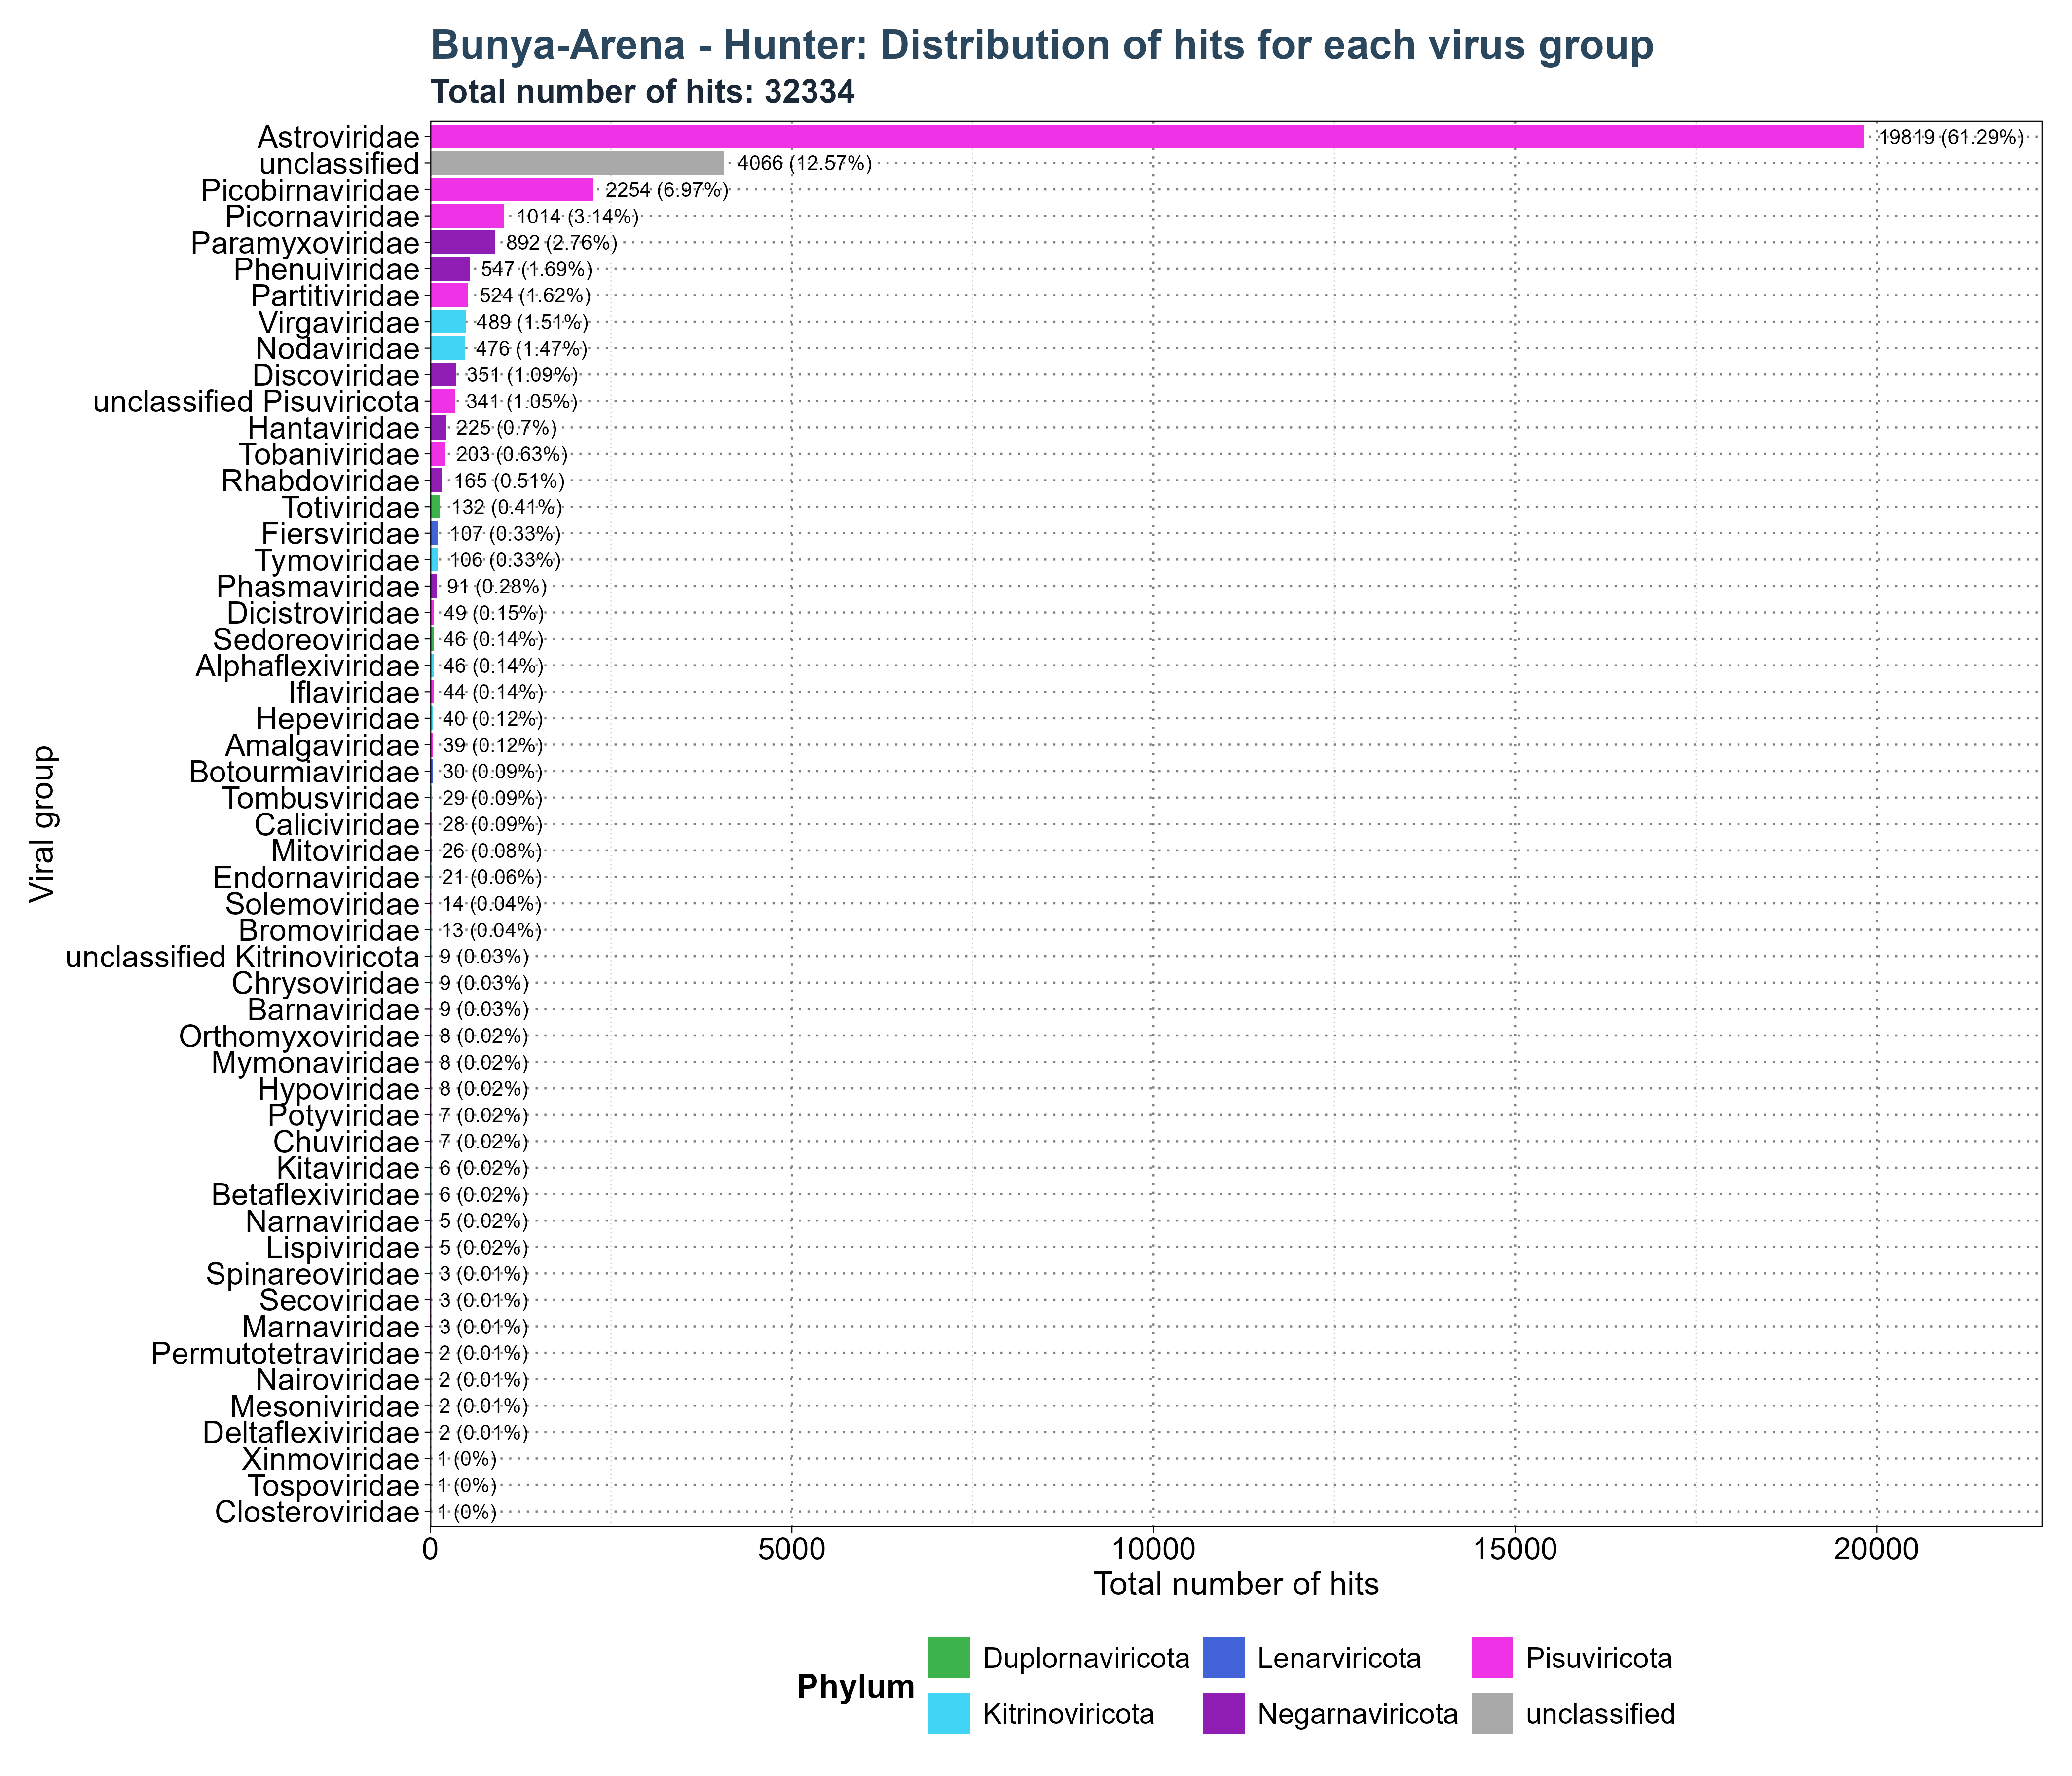 Bunya-Arena - Hunter: Distribution of hits for each virus group
Total number of hits: 32334
Viral group
Astroviridae 19819 (61.29%)
unclassified 4066 (12.57%)
Picobirnaviridae 2254 (6.97%)
Picornaviridae 1014 (3.14%)
Paramyxoviridae 892 (2.76%)
Phenuiviridae 547 (1.69%)
Partitiviridae 524 (1.62%)
Virgaviridae 489 (1.51%)
Nodaviridae 476 (1.47%)
Discoviridae 351 (1.09%)
unclassified Pisuviricota 341 (1.05%)
Hantaviridae 225 (0.7%)
Tobaniviridae 203 (0.63%)
Rhabdoviridae 165 (0.51%)
Totiviridae 132 (0.41%)
Fiersviridae 107 (0.33%)
Tymoviridae 106 (0.33%)
Phasmaviridae 91 (0.28%)
Dicistroviridae 49 (0.15%)
Sedoreoviridae 46 (0.14%)
Alphaflexiviridae 46 (0.14%)
Iflaviridae 44 (0.14%)
Hepeviridae 40 (0.12%)
Amalgaviridae 39 (0.12%)
Botourmiaviridae 30 (0.09%)
Tombusviridae 29 (0.09%)
Caliciviridae 28 (0.09%)
Mitoviridae 26 (0.08%)
Endornaviridae 21 (0.06%)
Solemoviridae 14 (0.04%)
Bromoviridae 13 (0.04%)
unclassified Kitrinoviricota 9 (0.03%)
Chrysoviridae 9 (0.03%)
Barnaviridae 9 (0.03%)
Orthomyxoviridae 8 (0.02%)
Mymonaviridae 8 (0.02%)
Hypoviridae 8 (0.02%)
Potyviridae 7 (0.02%)
Chuviridae 7 (0.02%)
Kitaviridae 6 (0.02%)
Betaflexiviridae 6 (0.02%)
Narnaviridae 5 (0.02%)
Lispiviridae 5 (0.02%)
Spinareoviridae 3 (0.01%)
Secoviridae 3 (0.01%)
Marnaviridae 3 (0.01%)
Permutotetraviridae 2 (0.01%)
Nairoviridae 2 (0.01%)
Mesoniviridae 2 (0.01%)
Deltaflexiviridae 2 (0.01%)
Xinmoviridae 1 (0%)
Tospoviridae 1 (0%)
Closteroviridae 1 (0%)
0 5000 10000 15000 20000
Total number of hits
Phylum
Duplornaviricota Lenarviricota Pisuviricota
Kitrinoviricota Negarnaviricota unclassified